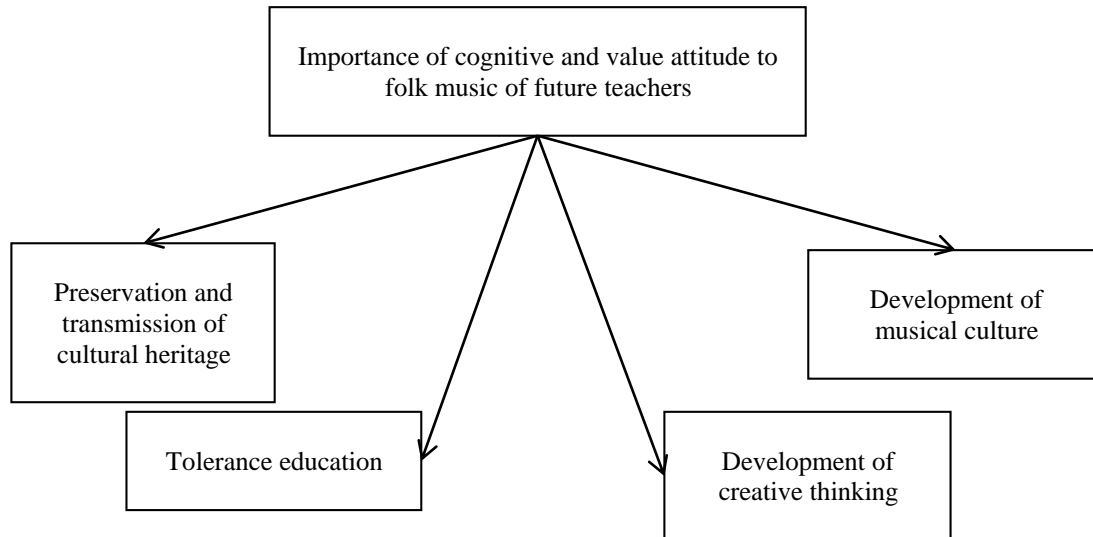 Importance of cognitive and value attitude to
folk music of future teachers
Preservation and
transmission of
cultural heritage
Development of
musical culture
Tolerance education
Development of
creative thinking